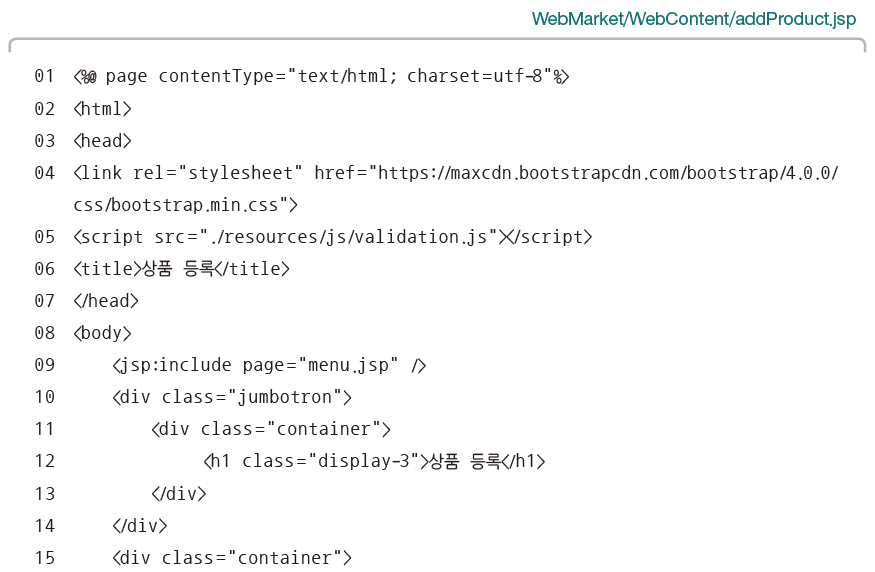 WebMarket/WebContent/addProduct.jsp
01 <%@ page contentType="text/html; charset=utf-8"%>
02 <html>
03 <head>
04 <link rel="stylesheet" href="https://maxcdn.bootstrapcdn.com/bootstrap/4.0.0/
css/bootstrap.min.css">
05 <script src="./resources/js/validation.js"></script>
06 <title>상품 등록</title>
07 </head>
08 <body>
09     <jsp:include page="menu.jsp" />
10     <div class="jumbotron">
11         <div class="container">
12             <h1 class="display-3">상품 등록</h1>
13         </div>
14     </div>
15     <div class="container">